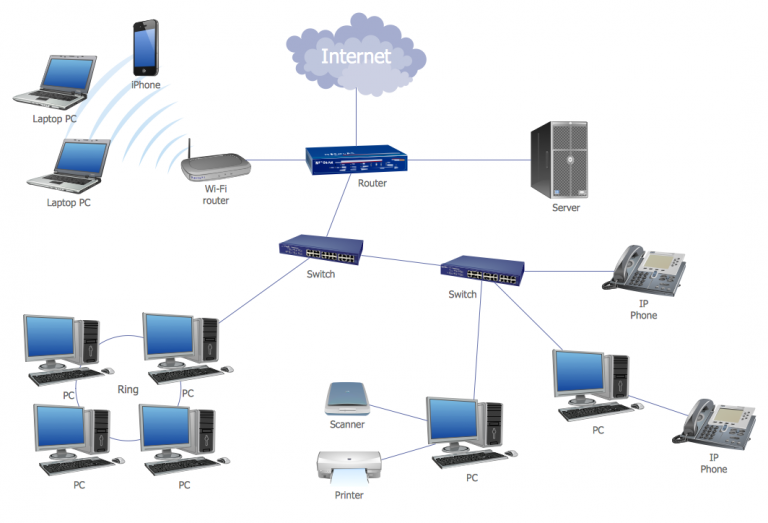 Internet
iPhone
Laptop PC
Laptop PC
Wi-Fi
router
Router
Server
Switch
Switch
IP
Phone
PC
Ring
PC
PC
PC
Scanner
Printer
PC
PC
IP
Phone